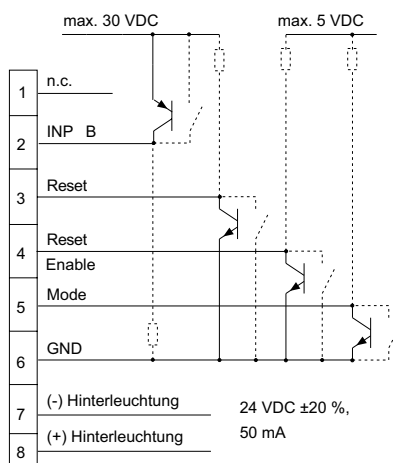 max. 30 VDC
max. 5 VDC
1 n.c.
2 INP B
3 Reset
4 Reset
Enable
5 Mode
6 GND
7 (-) Hinterleuchtung
24 VDC ±20 %,
50 mA
8 (+) Hinterleuchtung